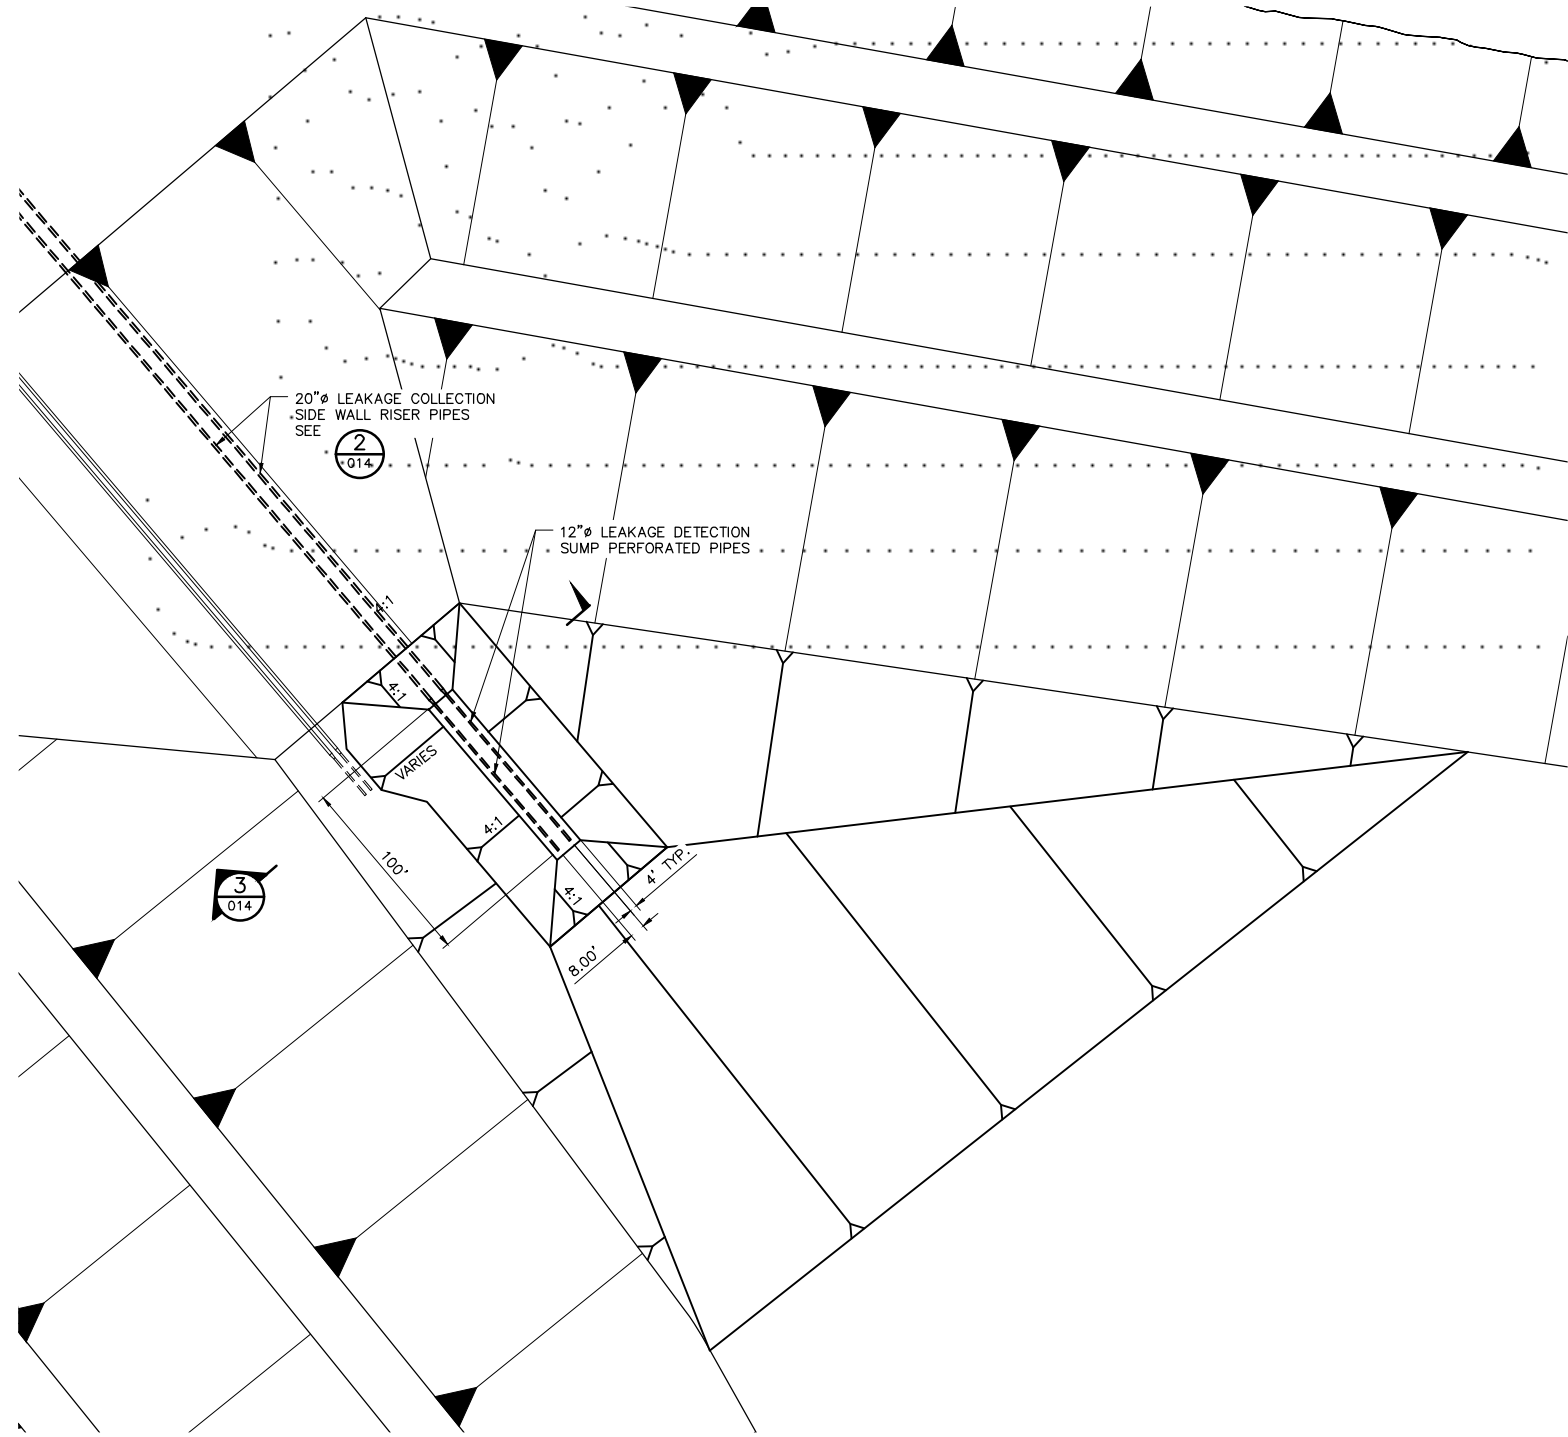 20"ø LEAKAGE COLLECTION
SIDE WALL RISER PIPES
SEE
2
014
12"ø LEAKAGE DETECTION
SUMP PERFORATED PIPES
4:1
4:1
VARIES
4:1
100'
4' TYP.
4:1
3
014
8.00'